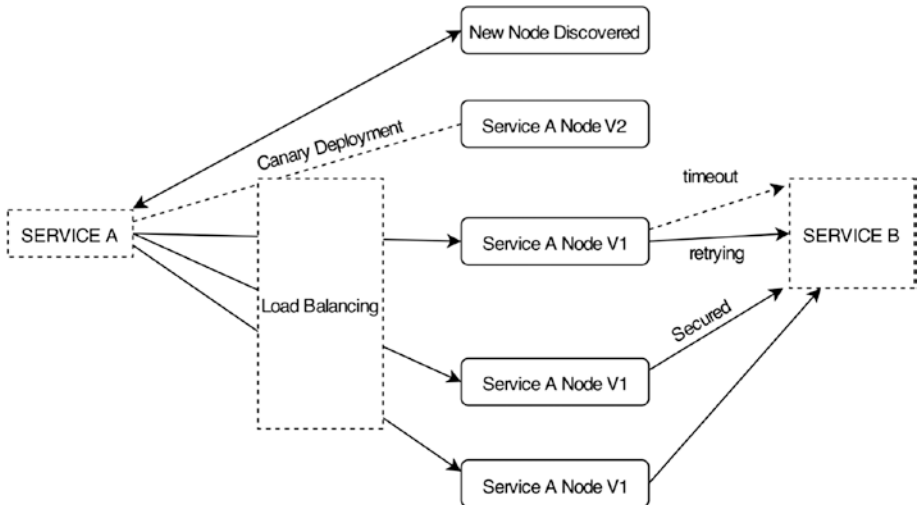 New Node Discovered
Service A Node V2
Canary Deployment
timeout
SERVICE A
Service A Node V1
SERVICE B
retrying
Load Balancing
Secured
Service A Node V1
Service A Node V1